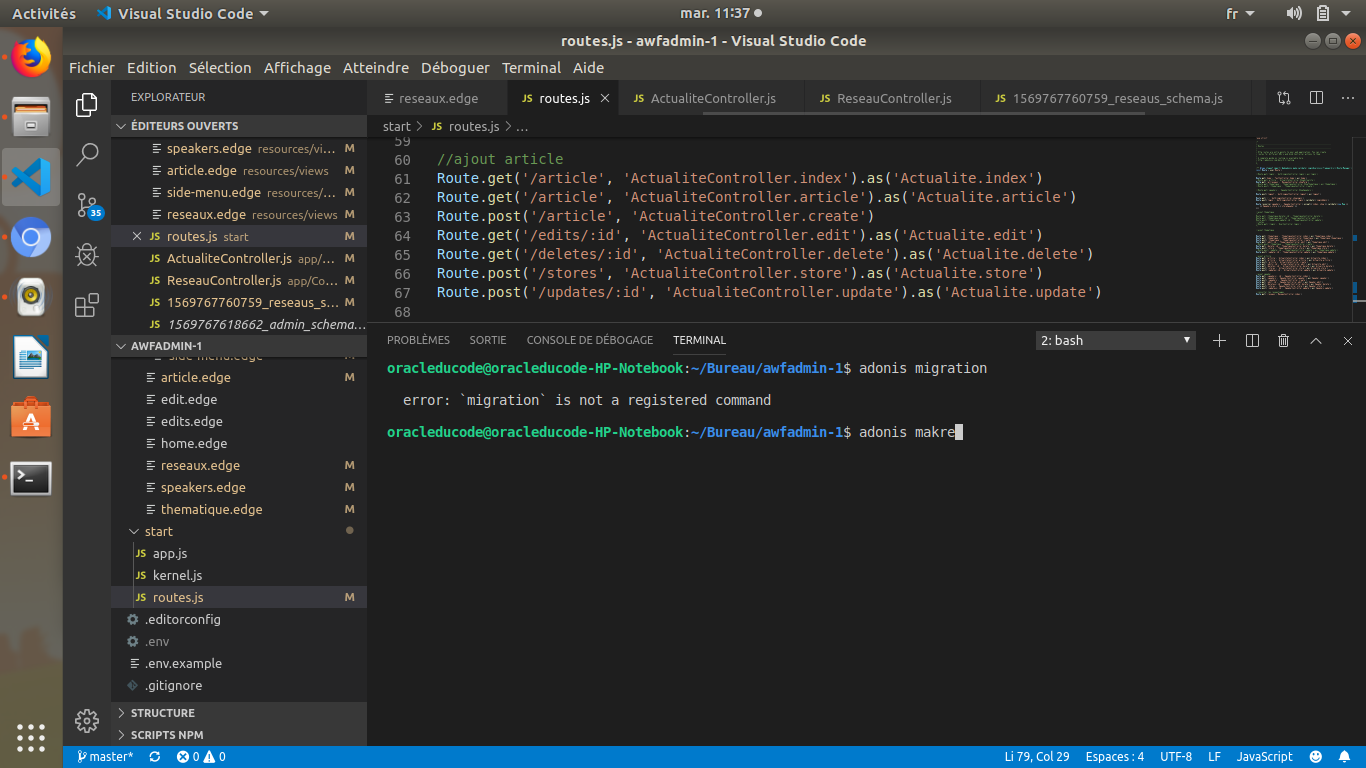 Activités
Visual Studio Code
mar. 11:37
fr
routes.js - awfadmin-1 - Visual Studio Code
Fichier Edition Sélection Affichage Atteindre Déboguer Terminal Aide
EXPLORATEUR
ÉDITEURS OUVERTS
speakers.edge resources/vi... M
article.edge resources/views M
side-menu.edge resources/... M
reseaux.edge resources/views M
JS routes.js start M
JS ActualiteController.js app/... M
JS ReseauController.js app/Co... M
JS 1569767760759_reseaus_s... M
JS 1569767618662_admin_schema...
AWFADMIN-1
side-menu.edge M
article.edge M
edit.edge
edits.edge
home.edge
reseaux.edge M
speakers.edge M
thematique.edge M
start
JS app.js
JS kernel.js
JS routes.js M
.editorconfig
.env
.env.example
.gitignore
STRUCTURE
SCRIPTS NPM
35
reseaux.edge
JS routes.js
JS ActualiteController.js
JS ReseauController.js
JS 1569767760759_reseaus_schema.js
start > JS routes.js > ...
59
60 //ajout article
61 Route.get('/article', 'ActualiteController.index').as('Actualite.index')
62 Route.get('/article', 'ActualiteController.article').as('Actualite.article')
63 Route.post('/article', 'ActualiteController.create')
64 Route.get('/edits/:id', 'ActualiteController.edit').as('Actualite.edit')
65 Route.get('/deletes/:id', 'ActualiteController.delete').as('Actualite.delete')
66 Route.post('/stores', 'ActualiteController.store').as('Actualite.store')
67 Route.post('/updates/:id', 'ActualiteController.update').as('Actualite.update')
68
PROBLÈMES SORTIE CONSOLE DE DÉBOGAGE TERMINAL
2: bash
oracleducode@oracleducode-HP-Notebook:~/Bureau/awfadmin-1$ adonis migration
error: `migration` is not a registered command
oracleducode@oracleducode-HP-Notebook:~/Bureau/awfadmin-1$ adonis makre
master*
0 0
Li 79, Col 29
Espaces : 4
UTF-8
LF
JavaScript